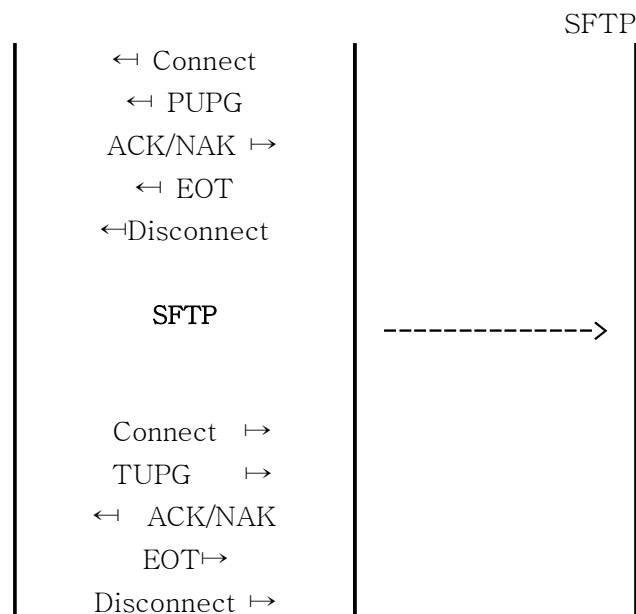 SFTP
↤ Connect
↤ PUPG
ACK/NAK ↦
↤ EOT
↤Disconnect
SFTP
Connect ↦
TUPG ↦
↤ ACK/NAK
EOT↦
Disconnect ↦